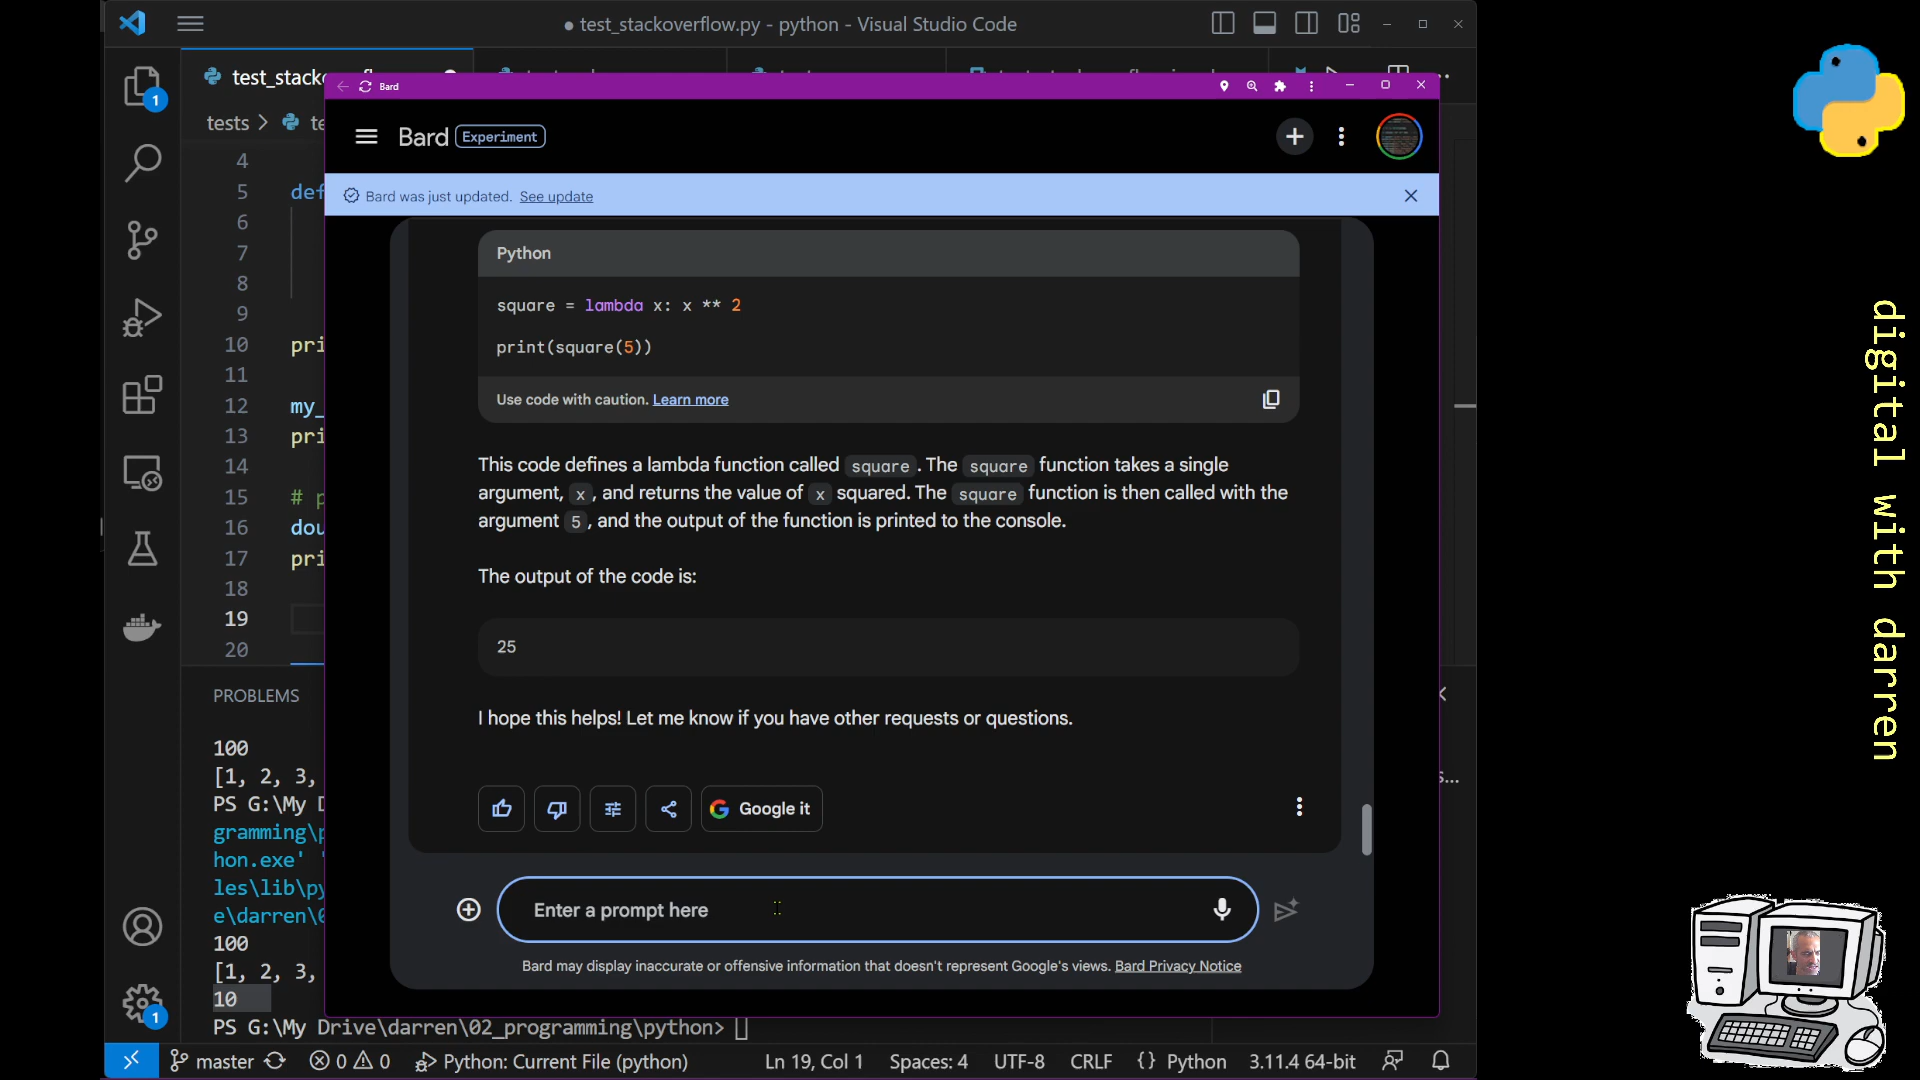 ● test_stackoverflow.py - python - Visual Studio Code
1
tests >
Bard
Bard Experiment
Bard was just updated. See update
4
5 def
6
7
8
9
10 pri
11
12 my_
13 pri
14
15 # p
16 dou
17 pri
18
19
20
Python
square = lambda x: x ** 2
print(square(5))
Use code with caution. Learn more
This code defines a lambda function called square . The square function takes a single
argument, x , and returns the value of x squared. The square function is then called with the
argument 5 , and the output of the function is printed to the console.
The output of the code is:
25
I hope this helps! Let me know if you have other requests or questions.
Google it
Enter a prompt here
Bard may display inaccurate or offensive information that doesn't represent Google's views. Bard Privacy Notice
PROBLEMS
100
[1, 2, 3,
PS G:\My D
gramming\p
hon.exe' '
les\lib\py
e\darren\0
100
[1, 2, 3,
10
PS G:\My Drive\darren\02_programming\python>
1
master 0 0 Python: Current File (python) Ln 19, Col 1 Spaces: 4 UTF-8 CRLF {} Python 3.11.4 64-bit
digital with darren